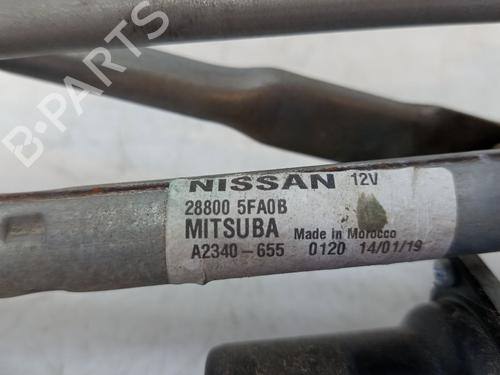 B-PARTS
NISSAN 12V
28800 5FA0B
MITSUBA Made in Morocco
A2340-655 0120 14/01/19